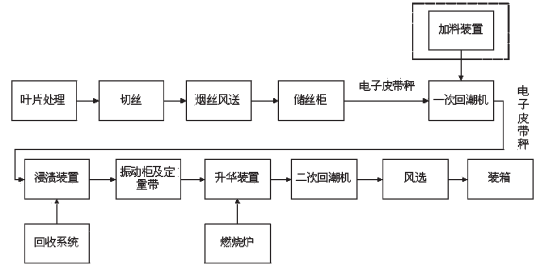 加料装置
叶片处理
切丝
烟丝风送
储丝柜
电子皮带秤
一次回潮机
电子皮带秤
浸渍装置
振动柜及定
量带
升华装置
二次回潮机
风选
装箱
回收系统
燃烧炉